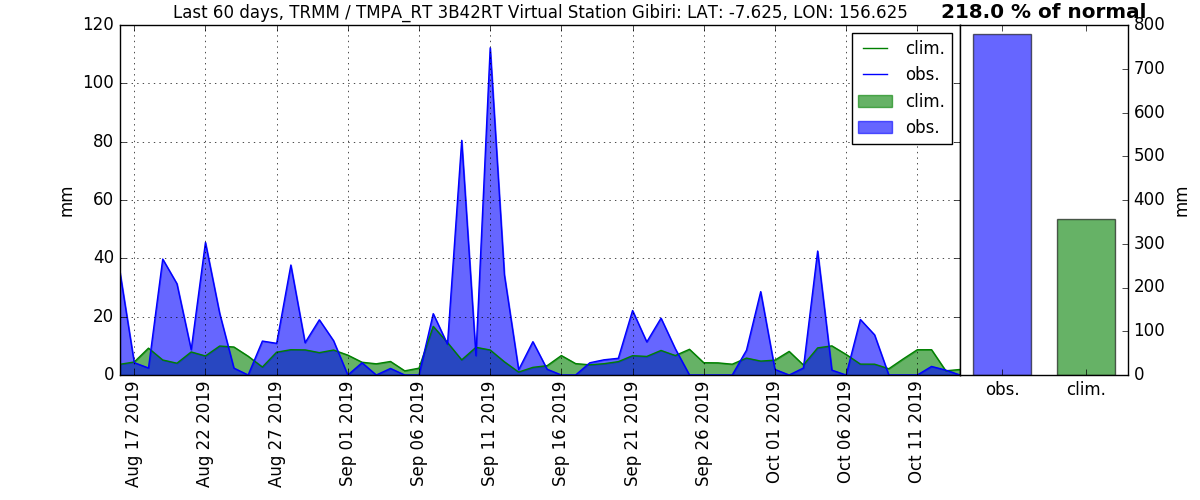 Last 60 days, TRMM / TMPA_RT 3B42RT Virtual Station Gibiri: LAT: -7.625, LON: 156.625
218.0 % of normal
120
100
80
60
40
20
0
mm
clim.
obs.
clim.
obs.
800
700
600
500
400
300
200
100
0
mm
Aug 17 2019
Aug 22 2019
Aug 27 2019
Sep 01 2019
Sep 06 2019
Sep 11 2019
Sep 16 2019
Sep 21 2019
Sep 26 2019
Oct 01 2019
Oct 06 2019
Oct 11 2019
obs.
clim.